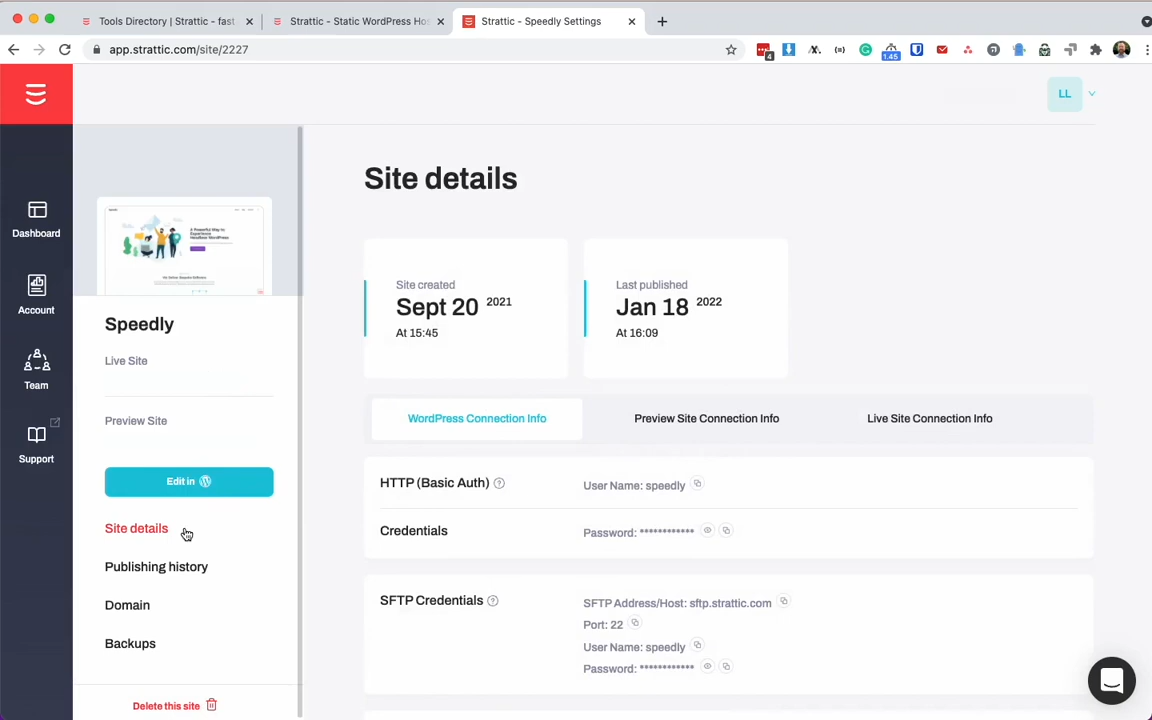 Tools Directory | Strattic - fast
Strattic - Static WordPress Hos
Strattic - Speedly Settings
app.strattic.com/site/2227
4
1.45
LL
Dashboard
Account
Team
Support
Speedly
Live Site
Preview Site
Edit in
Site details
Publishing history
Domain
Backups
Delete this site
Site details
Site created
Sept 20 2021
At 15:45
Last published
Jan 18 2022
At 16:09
WordPress Connection Info
Preview Site Connection Info
Live Site Connection Info
HTTP (Basic Auth)
User Name: speedly
Credentials
Password: ************
SFTP Credentials
SFTP Address/Host: sftp.strattic.com
Port: 22
User Name: speedly
Password: ************